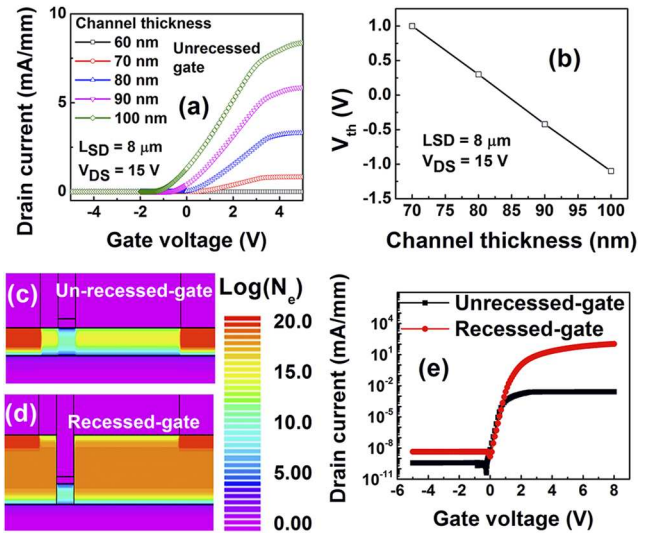 Channel thickness
60 nm
70 nm
80 nm
90 nm
100 nm
Unrecessed
gate
(a)
LSD = 8 μm
VDS = 15 V
Drain current (mA/mm)
10
5
0
-4 -2 0 2 4
Gate voltage (V)
(b)
LSD = 8 μm
VDS = 15 V
Vth (V)
1.0
0.5
0.0
-0.5
-1.0
-1.5
70 75 80 85 90 95 100
Channel thickness (nm)
(c) Un-recessed-gate
(d) Recessed-gate
Log(Ne)
20.0
15.0
10.0
5.00
0.00
Unrecessed-gate
Recessed-gate
(e)
Drain current (mA/mm)
10^4
10^1
10^-2
10^-5
10^-8
10^-11
-6 -4 -2 0 2 4 6 8
Gate voltage (V)